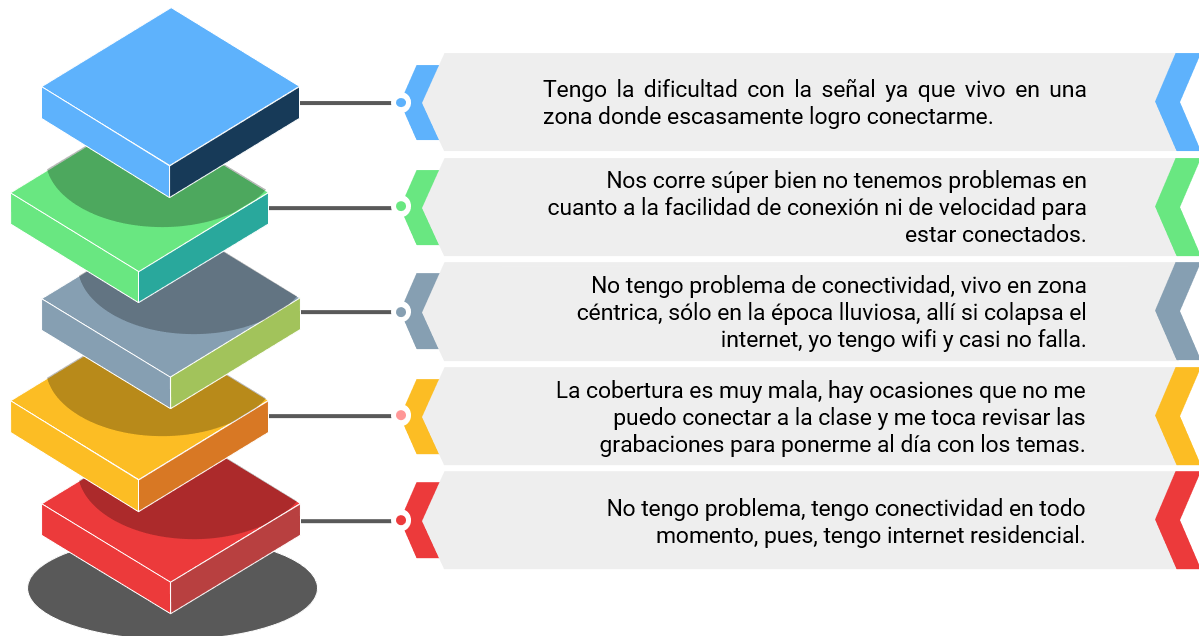 Tengo la dificultad con la señal ya que vivo en una
zona donde escasamente logro conectarme.
Nos corre súper bien no tenemos problemas en
cuanto a la facilidad de conexión ni de velocidad para
estar conectados.
No tengo problema de conectividad, vivo en zona
céntrica, sólo en la época lluviosa, allí si colapsa el
internet, yo tengo wifi y casi no falla.
La cobertura es muy mala, hay ocasiones que no me
puedo conectar a la clase y me toca revisar las
grabaciones para ponerme al día con los temas.
No tengo problema, tengo conectividad en todo
momento, pues, tengo internet residencial.